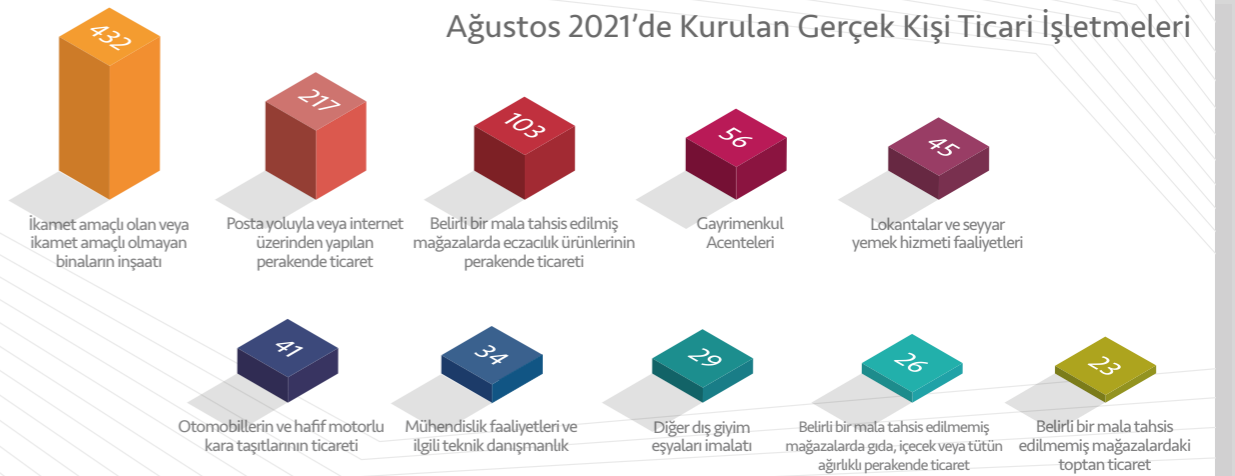 Ağustos 2021’de Kurulan Gerçek Kişi Ticari İşletmeleri
432
İkamet amaçlı olan veya
ikamet amaçlı olmayan
binaların inşaatı
217
Posta yoluyla veya internet
üzerinden yapılan
perakende ticaret
103
Belirli bir mala tahsis edilmiş
mağazalarda eczacılık ürünlerinin
perakende ticareti
56
Gayrimenkul
Acenteleri
45
Lokantalar ve seyyar
yemek hizmeti faaliyetleri
41
Otomobillerin ve hafif motorlu
kara taşıtlarının ticareti
34
Mühendislik faaliyetleri ve
ilgili teknik danışmanlık
29
Diğer dış giyim
eşyaları imalatı
26
Belirli bir mala tahsis edilmemiş
mağazalarda gıda, içecek veya tütün
ağırlıklı perakende ticaret
23
Belirli bir mala tahsis
edilmemiş mağazalardaki
toptan ticaret